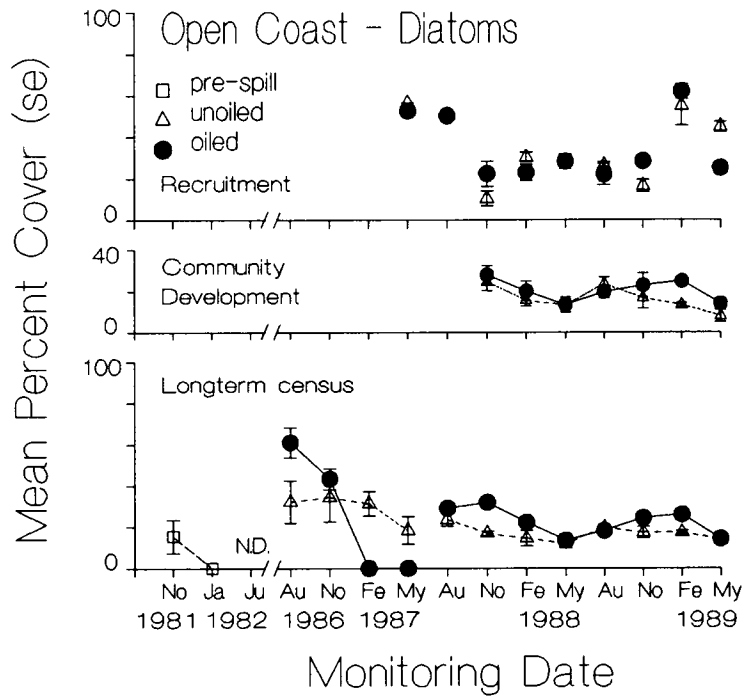 Open Coast - Diatoms
Mean Percent Cover (se)
100
pre-spill
unoiled
oiled
Recruitment
0
40
Community
Development
0
100
Longterm census
N.D.
0
No Ja Ju Au No Fe My Au No Fe My Au No Fe My
1981 1982 1986 1987 1988 1989
Monitoring Date